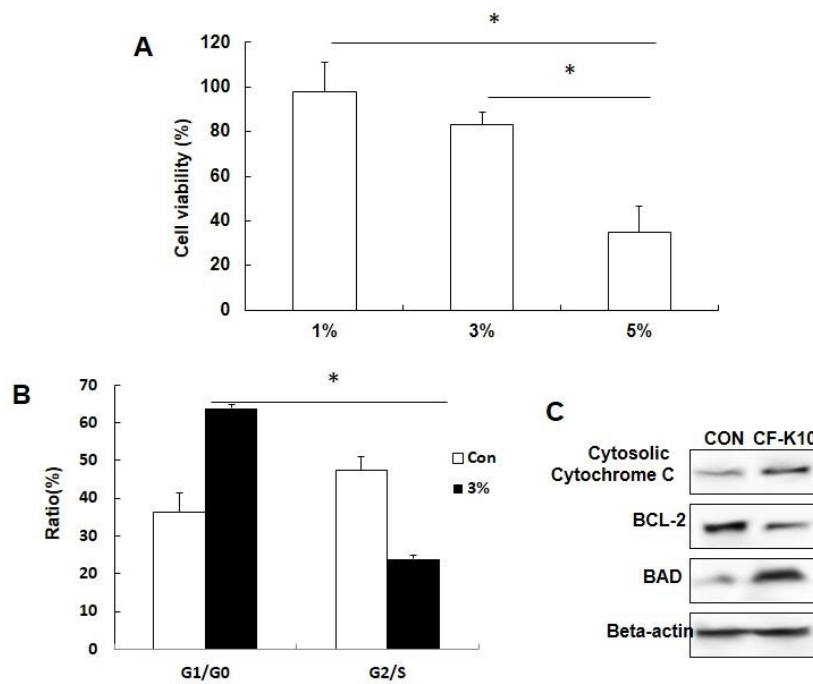 A
*
*
120
100
80
60
40
20
0
Cell viability (%)
1% 3% 5%
B
*
70
60
50
40
30
20
10
0
Ratio(%)
G1/G0 G2/S
Con
3%
C
CON CF-K10
Cytosolic
Cytochrome C
BCL-2
BAD
Beta-actin